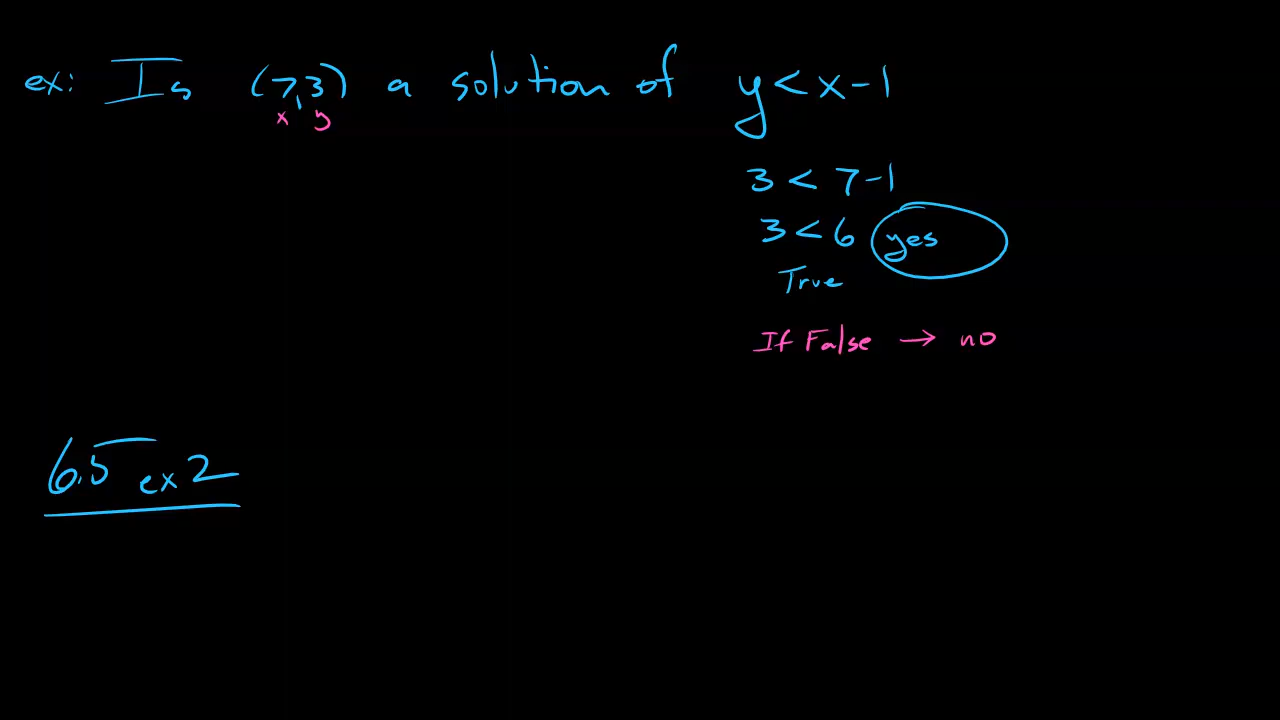 ex: Is (7,3) a solution of y < x - 1
x y
3 < 7 - 1
3 < 6 yes
True
If False → no
6.5 ex 2